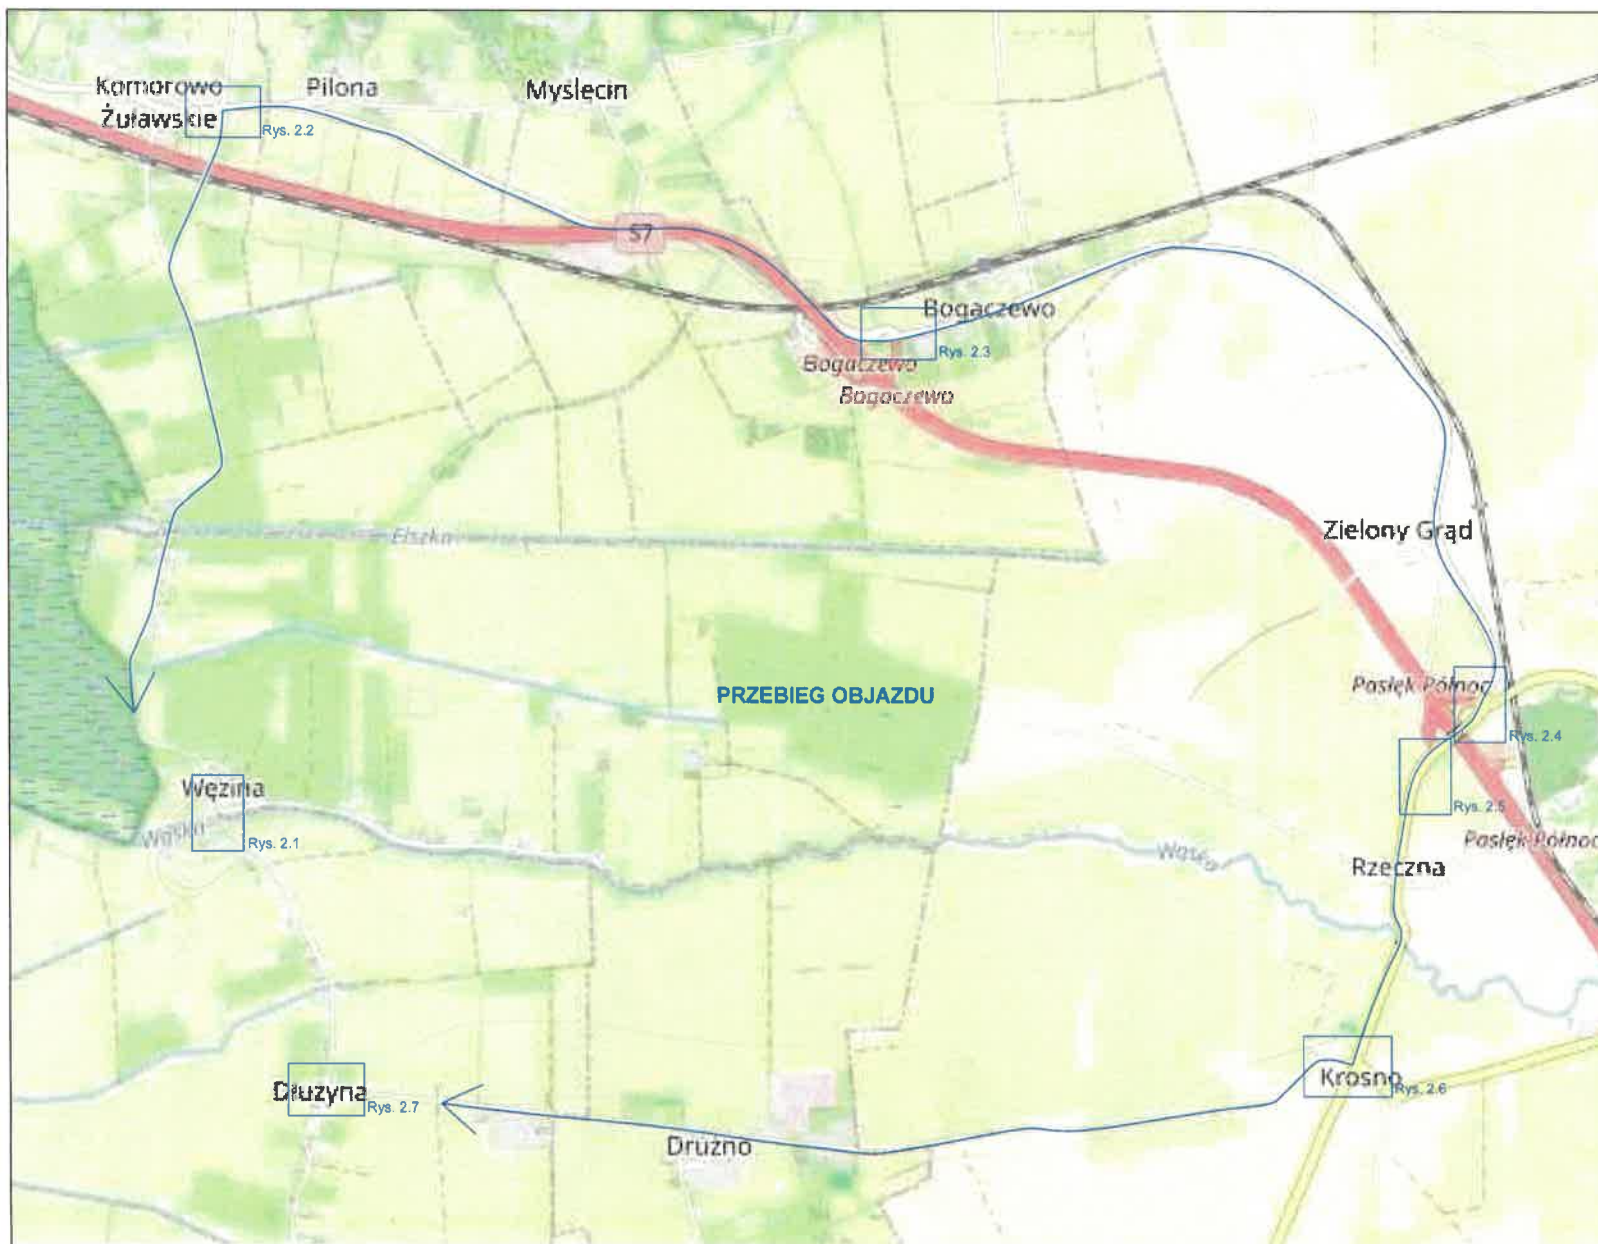 Komorowo
Żuławskie
Rys. 2.2
Pilona
Myslecin
S7
Bogaczewo
Rys. 2.3
Bogaczewo
Bogaczewo
Elszka
Zielony Grąd
PRZEBIEG OBJAZDU
Pasłęk Północ
Rys. 2.4
Rys. 2.5
Pasłęk Północ
Węzina
Wąska
Rys. 2.1
Wąska
Rzeczna
Krosno
Rys. 2.6
Dłuzyna
Rys. 2.7
Drużno